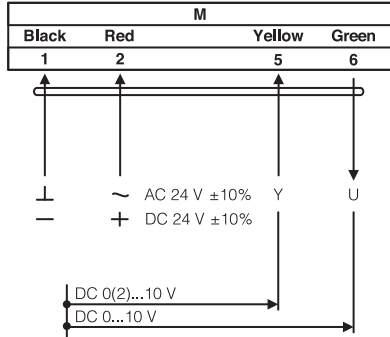 M
Black Red Yellow Green
1 2 5 6
⊥ ~ AC 24 V ±10% Y U
− + DC 24 V ±10%
DC 0(2)...10 V
DC 0...10 V